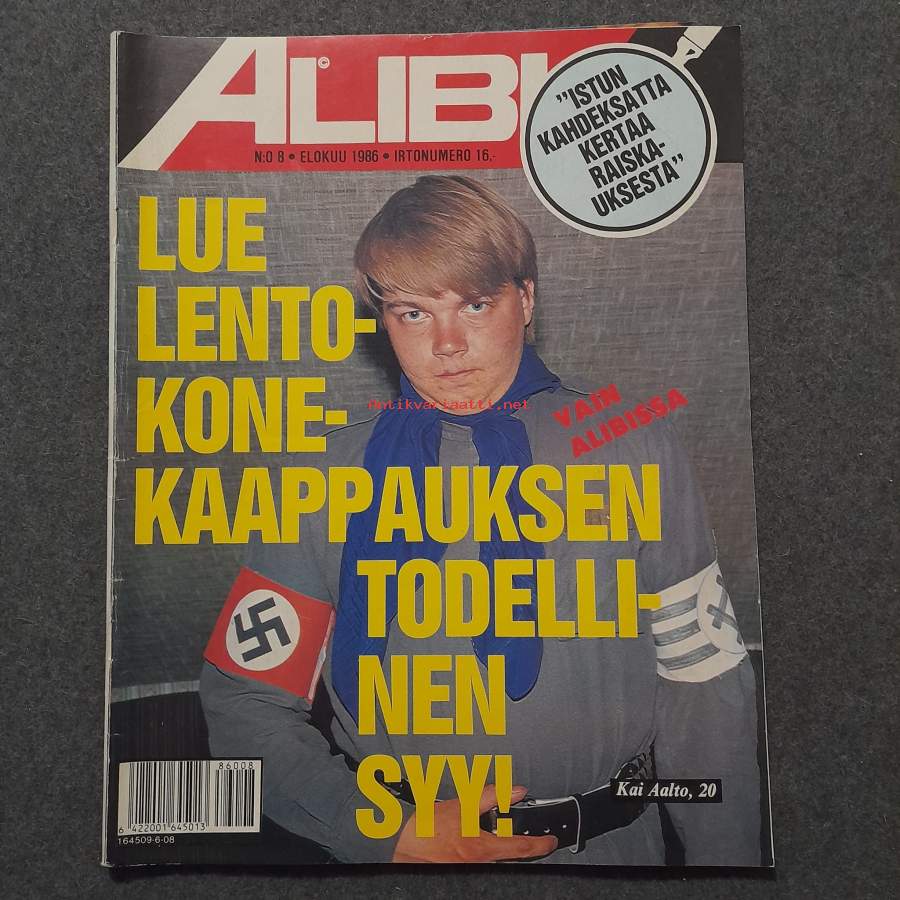 ALIBI
©
N:O 8 • ELOKUU 1986 • IRTONUMERO 16,-
"ISTUN
KAHDEKSATTA
KERTAA
RAISKA-
UKSESTA"
LUE
LENTO-
KONE-
KAAPPAUKSEN
TODELLI-
NEN
SYY!
VAIN
ALIBISSA
Antikvariaatti.net
Kai Aalto, 20
86008
6 422001 645013
164509-6-08